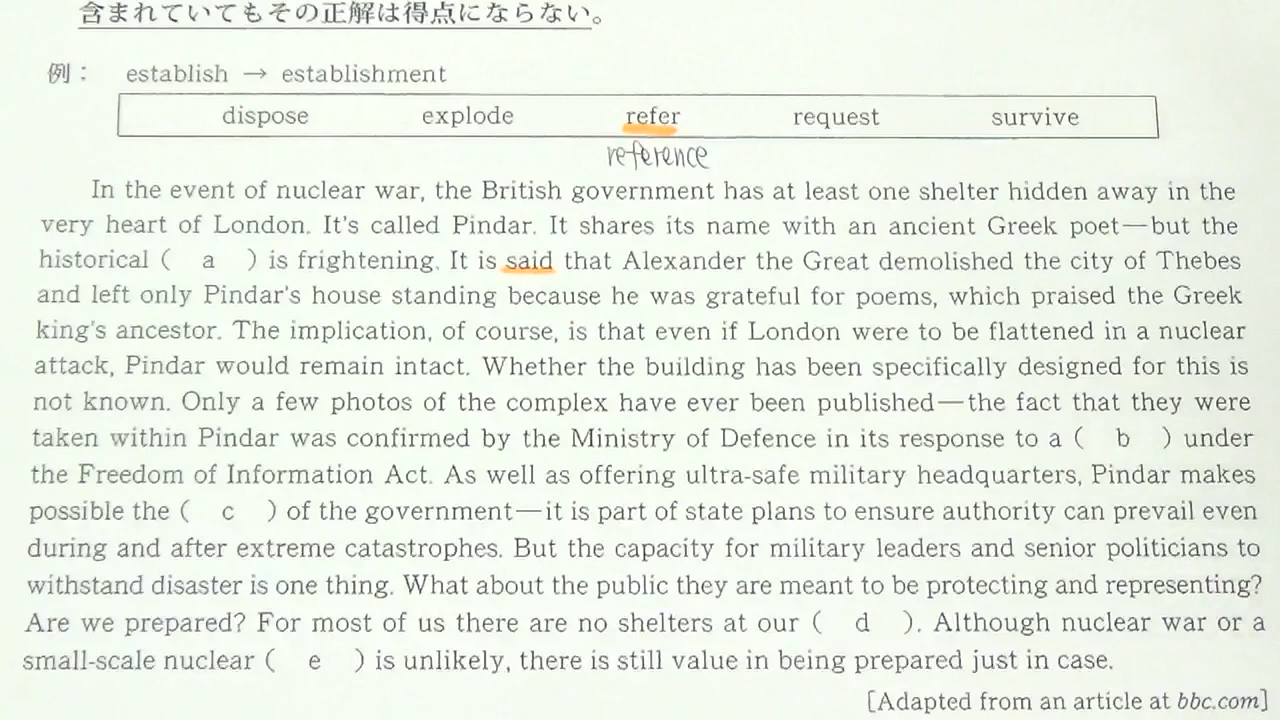 含まれていてもその正解は得点にならない。
例： establish → establishment
dispose explode refer request survive
reference
In the event of nuclear war, the British government has at least one shelter hidden away in the
very heart of London. It's called Pindar. It shares its name with an ancient Greek poet—but the
historical ( a ) is frightening. It is said that Alexander the Great demolished the city of Thebes
and left only Pindar's house standing because he was grateful for poems, which praised the Greek
king's ancestor. The implication, of course, is that even if London were to be flattened in a nuclear
attack, Pindar would remain intact. Whether the building has been specifically designed for this is
not known. Only a few photos of the complex have ever been published—the fact that they were
taken within Pindar was confirmed by the Ministry of Defence in its response to a ( b ) under
the Freedom of Information Act. As well as offering ultra-safe military headquarters, Pindar makes
possible the ( c ) of the government—it is part of state plans to ensure authority can prevail even
during and after extreme catastrophes. But the capacity for military leaders and senior politicians to
withstand disaster is one thing. What about the public they are meant to be protecting and representing?
Are we prepared? For most of us there are no shelters at our ( d ). Although nuclear war or a
small-scale nuclear ( e ) is unlikely, there is still value in being prepared just in case.
[Adapted from an article at bbc.com]